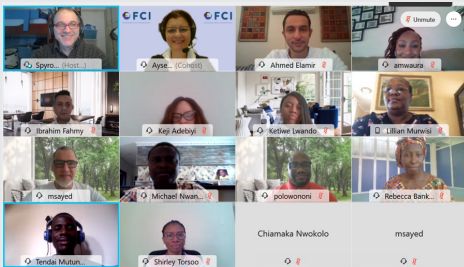 FCI
FCI
Unmute
Spyro... (Host...)
Ayse... (Cohost)
Ahmed Elamir
amwaura
Ibrahim Fahmy
Keji Adebiyi
Ketiwe Lwando
Lillian Murwisi
msayed
Michael Nwan...
polowononi
Rebecca Bank...
Tendai Mutun...
Shirley Torsoo
Chiamaka Nwokolo
msayed